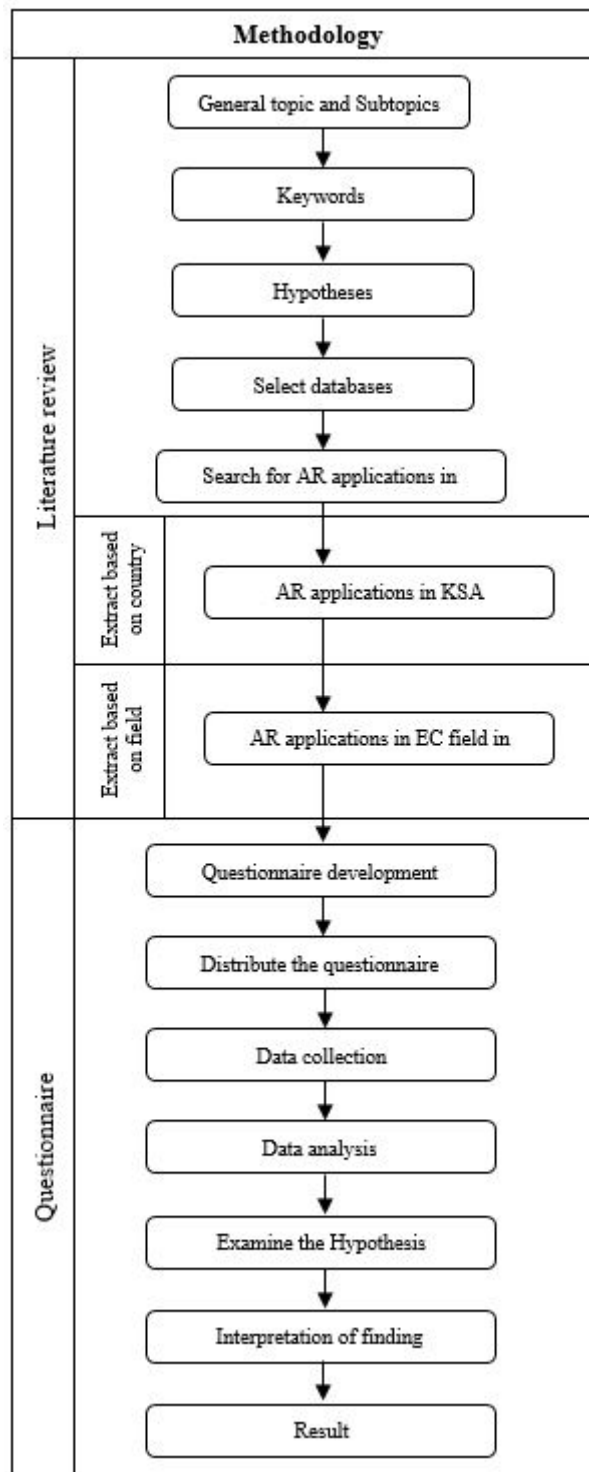 Methodology
Literature review
General topic and Subtopics
Keywords
Hypotheses
Select databases
Search for AR applications in
Extract based
on country
AR applications in KSA
Extract based
on field
AR applications in EC field in
Questionnaire
Questionnaire development
Distribute the questionnaire
Data collection
Data analysis
Examine the Hypothesis
Interpretation of finding
Result